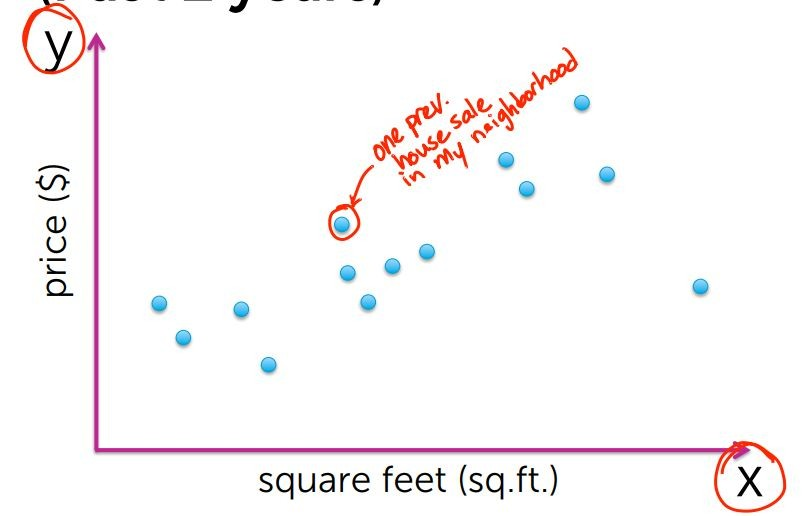 y
one prev.
house sale
in my neighborhood
price ($)
square feet (sq.ft.)
x